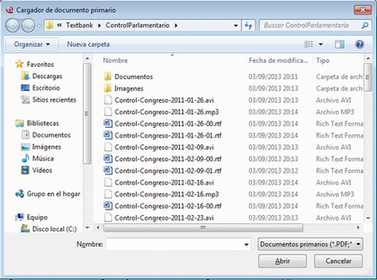 Cargador de documento primario
« Textbank ▸ ControlParlamentario ▸
Buscar ControlParlamentario
Organizar Nueva carpeta
Favoritos
Descargas
Escritorio
Sitios recientes
Bibliotecas
Documentos
Imágenes
Música
Vídeos
Grupo en el hogar
Equipo
Disco local (C:)
Nombre Fecha de modifica... Tipo
Documentos 03/09/2013 20:11 Carpeta de arch
Imagenes 03/09/2013 20:12 Carpeta de arch
Control-Congreso-2011-01-26.avi 03/09/2013 20:13 Archivo AVI
Control-Congreso-2011-01-26.mp3 03/09/2013 20:14 Archivo MP3
Control-Congreso-2011-01-26-00.rtf 03/09/2013 20:14 Rich Text Forma
Control-Congreso-2011-01-26-01.rtf 03/09/2013 20:14 Rich Text Forma
Control-Congreso-2011-02-09.avi 03/09/2013 20:13 Archivo AVI
Control-Congreso-2011-02-09-00.rtf 03/09/2013 20:14 Rich Text Forma
Control-Congreso-2011-02-09-01.rtf 03/09/2013 20:14 Rich Text Forma
Control-Congreso-2011-02-16.avi 03/09/2013 20:13 Archivo AVI
Control-Congreso-2011-02-16.mp3 03/09/2013 20:14 Archivo MP3
Control-Congreso-2011-02-16-00.rtf 03/09/2013 20:14 Rich Text Forma
Control-Congreso-2011-02-23.avi 03/09/2013 20:13 Archivo AVI
Nombre: Documentos primarios (*.PDF;*
Abrir Cancelar